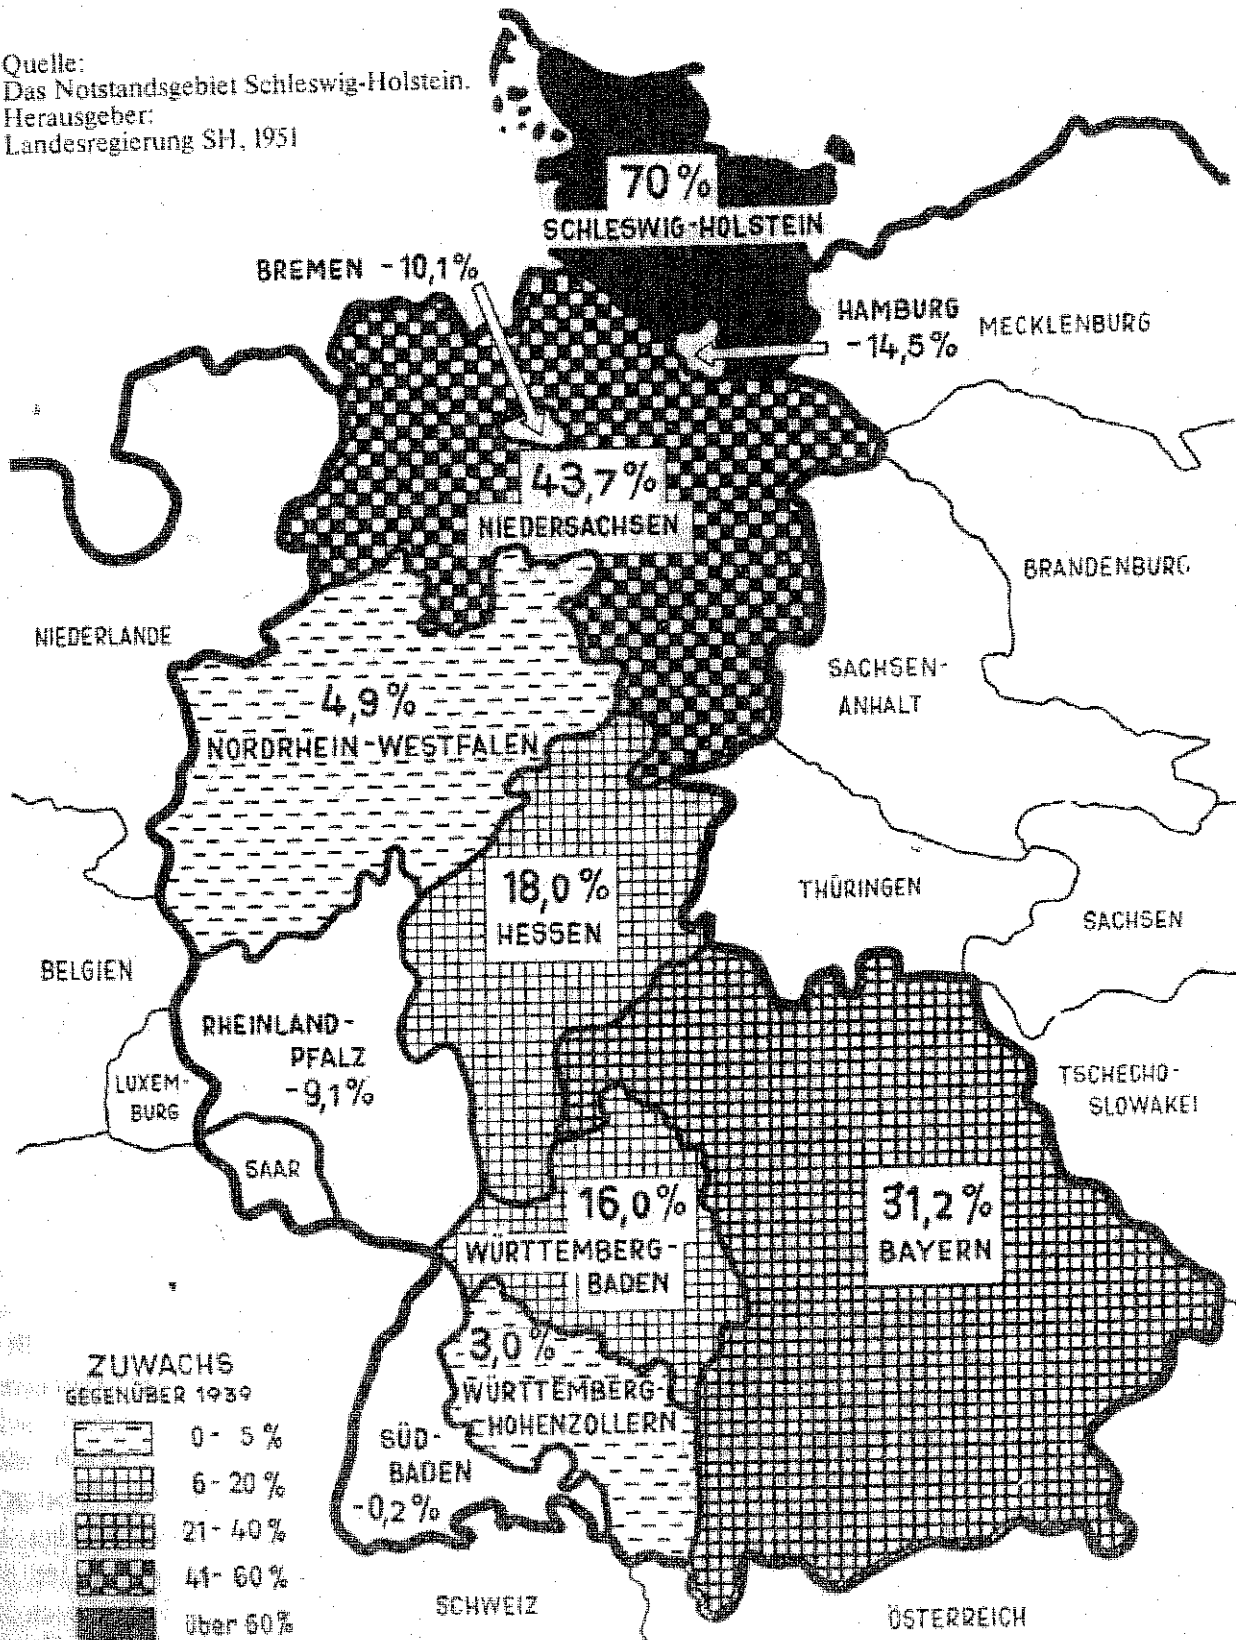 Quelle:
Das Notstandsgebiet Schleswig-Holstein.
Herausgeber:
Landesregierung SH, 1951
70 %
SCHLESWIG-HOLSTEIN
BREMEN -10,1%
HAMBURG
-14,5%
MECKLENBURG
43,7%
NIEDERSACHSEN
BRANDENBURG
NIEDERLANDE
SACHSEN-
ANHALT
4,9%
NORDRHEIN-WESTFALEN
18,0%
HESSEN
THÜRINGEN
SACHSEN
BELGIEN
RHEINLAND-
PFALZ
-9,1%
LUXEM-
BURG
TSCHECHO-
SLOWAKEI
SAAR
16,0%
WÜRTTEMBERG-
BADEN
31,2%
BAYERN
3,0%
WÜRTTEMBERG-
HOHENZOLLERN
SÜD-
BADEN
-0,2%
ZUWACHS
GEGENÜBER 1939
0- 5 %
6-20 %
21-40 %
41-60 %
über 60%
SCHWEIZ
ÖSTERREICH